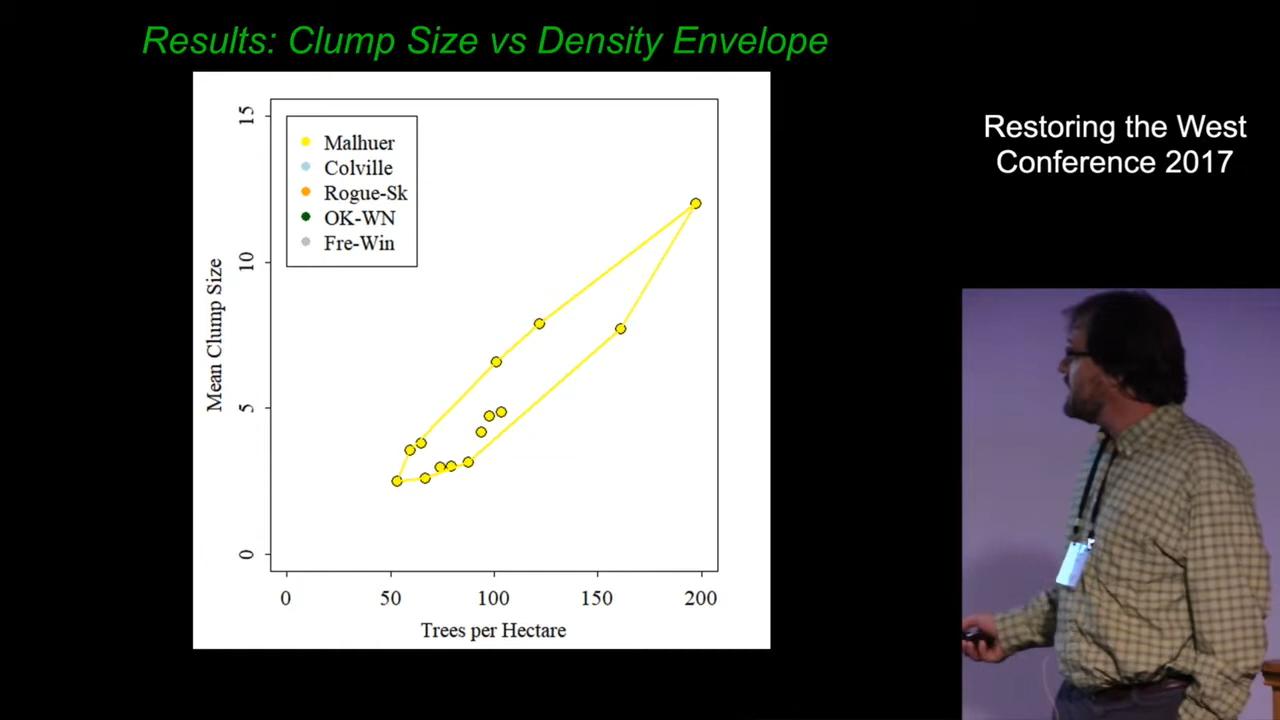 Results: Clump Size vs Density Envelope
Restoring the West
Conference 2017
Malhuer
Colville
Rogue-Sk
OK-WN
Fre-Win
Mean Clump Size
15
10
5
0
0 50 100 150 200
Trees per Hectare